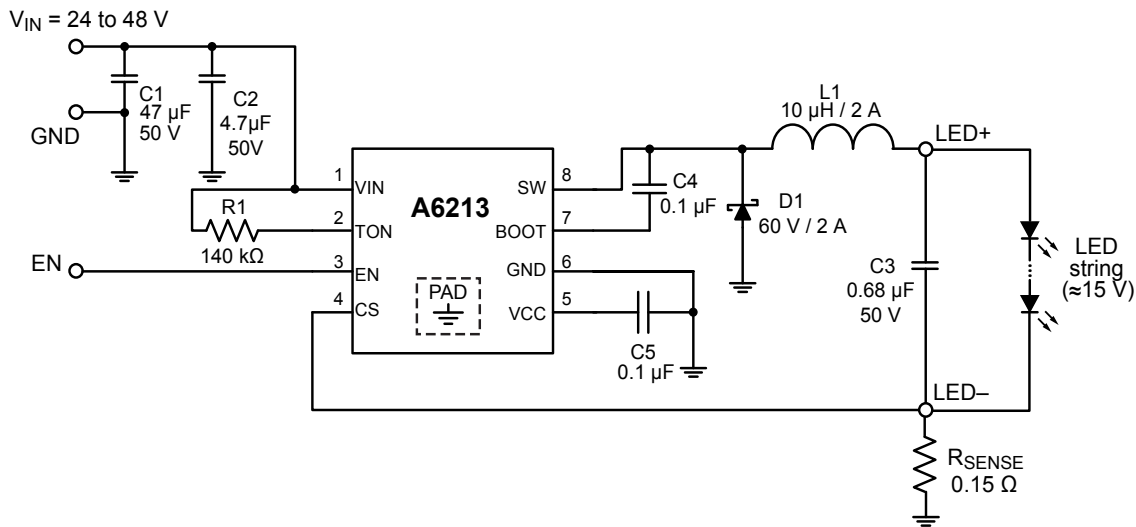 VIN = 24 to 48 V
C1
47 µF
50 V
C2
4.7µF
50V
GND
R1
140 kΩ
EN
A6213
1
VIN
2
TON
3
EN
4
CS
PAD
8
SW
7
BOOT
6
GND
5
VCC
C4
0.1 µF
C5
0.1 µF
D1
60 V / 2 A
L1
10 µH / 2 A
LED+
C3
0.68 µF
50 V
LED
string
(≈15 V)
LED–
RSENSE
0.15 Ω